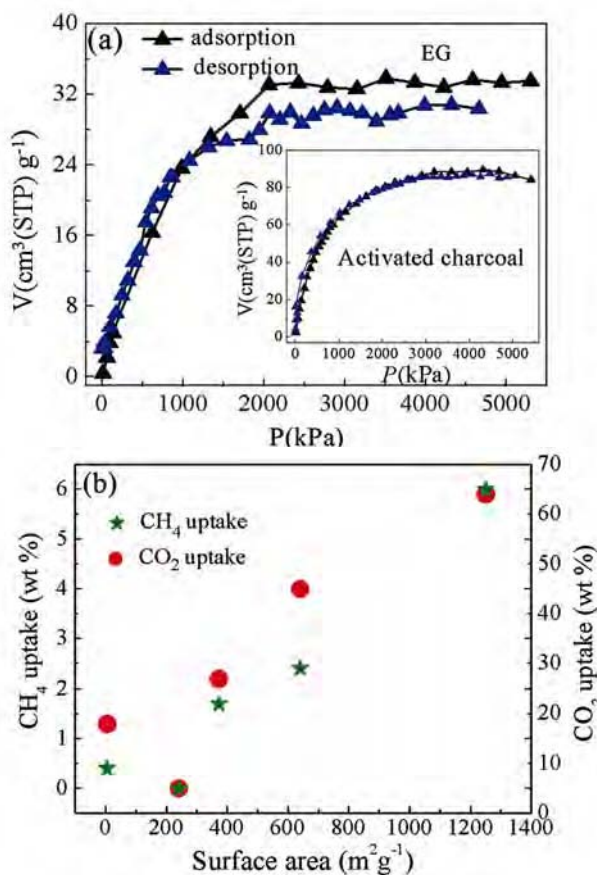 (a)
adsorption
desorption
EG
V(cm³(STP) g⁻¹)
40
32
24
16
8
0
0 1000 2000 3000 4000 5000
P(kPa)
V(cm³(STP) g⁻¹)
100
80
60
40
20
0
Activated charcoal
0 1000 2000 3000 4000 5000
P(kPa)
(b)
CH₄ uptake
CO₂ uptake
CH₄ uptake (wt %)
6
5
4
3
2
1
0
CO₂ uptake (wt %)
70
60
50
40
30
20
10
0
0 200 400 600 800 1000 1200 1400
Surface area (m²g⁻¹)